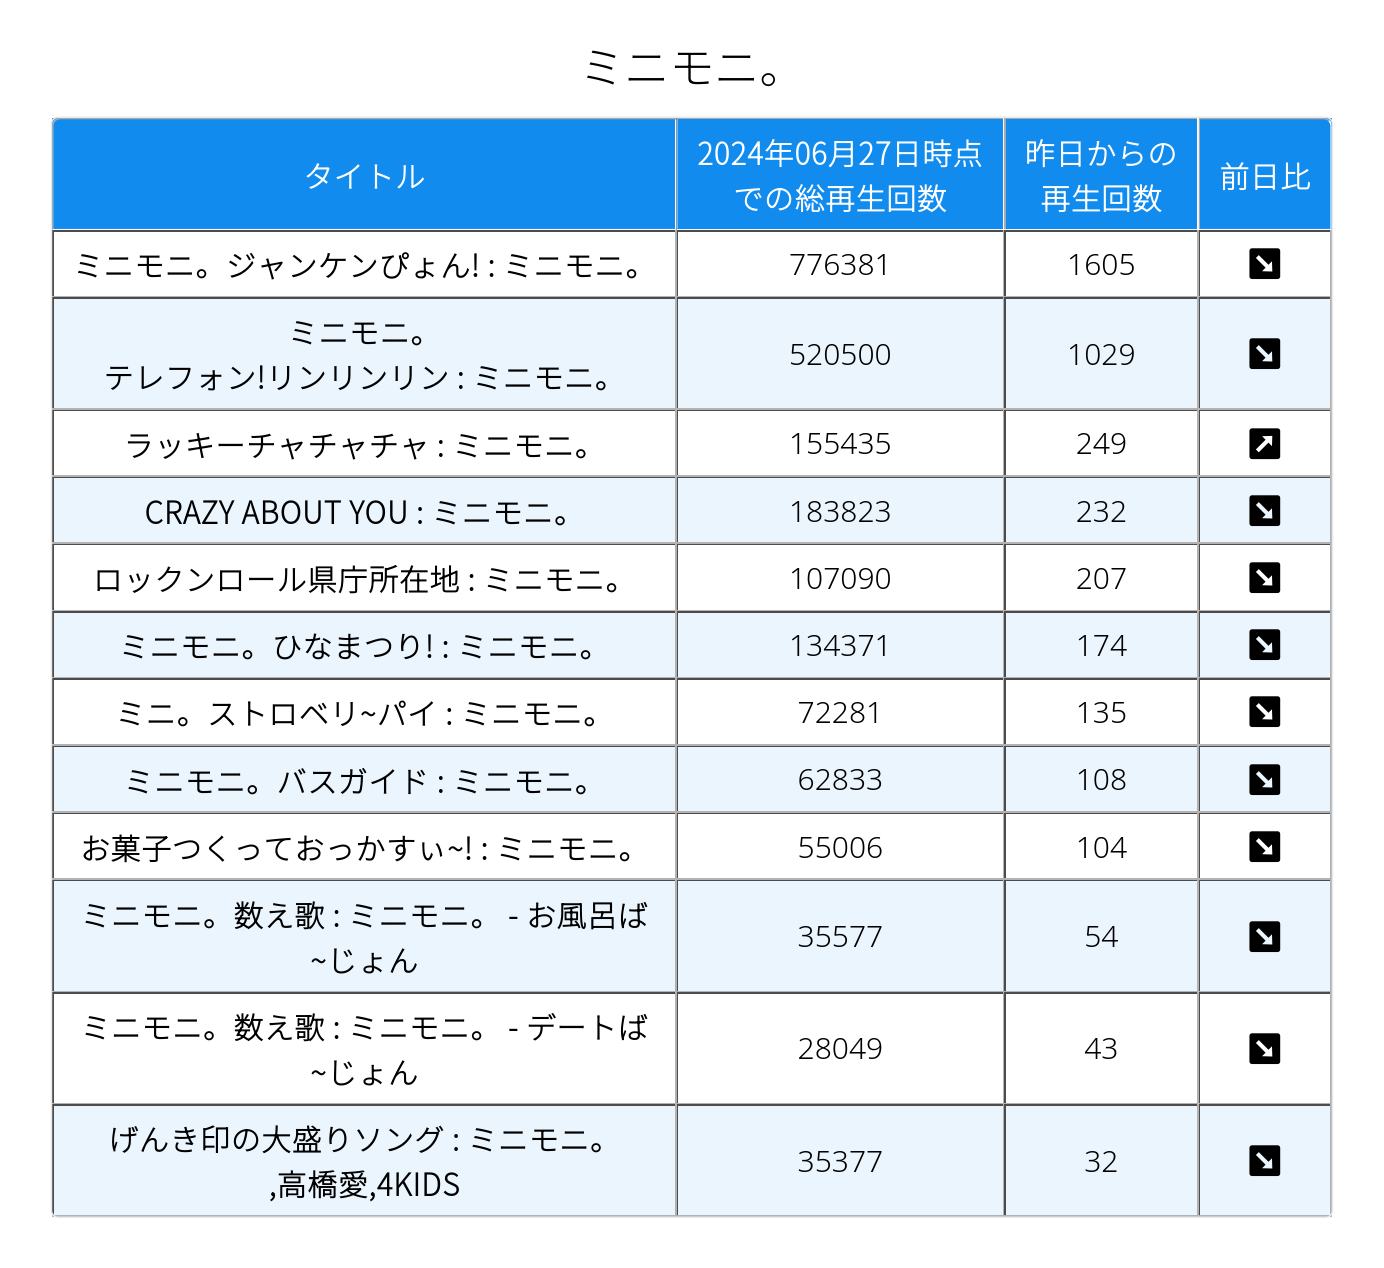 ミニモニ。
タイトル
2024年06月27日時点
での総再生回数
昨日からの
再生回数
前日比
ミニモニ。ジャンケンぴょん! : ミニモニ。
776381
1605
ミニモニ。
テレフォン!リンリンリン : ミニモニ。
520500
1029
ラッキーチャチャチャ : ミニモニ。
155435
249
CRAZY ABOUT YOU : ミニモニ。
183823
232
ロックンロール県庁所在地 : ミニモニ。
107090
207
ミニモニ。ひなまつり! : ミニモニ。
134371
174
ミニ。ストロベリ~パイ : ミニモニ。
72281
135
ミニモニ。バスガイド : ミニモニ。
62833
108
お菓子つくっておっかすぃ~! : ミニモニ。
55006
104
ミニモニ。数え歌 : ミニモニ。 - お風呂ば
~じょん
35577
54
ミニモニ。数え歌 : ミニモニ。 - デートば
~じょん
28049
43
げんき印の大盛りソング : ミニモニ。
,高橋愛,4KIDS
35377
32